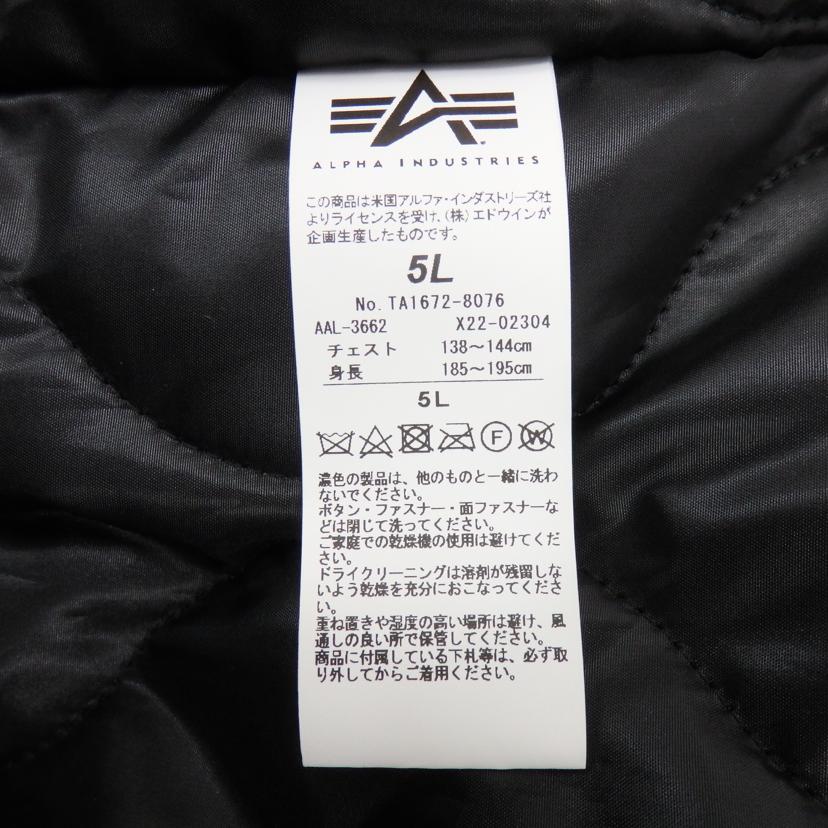 ALPHA INDUSTRIES
この商品は米国アルファ・インダストリーズ社
よりライセンスを受け、(株)エドウインが
企画生産したものです。
5L
No. TA1672-8076
AAL-3662 X22-02304
チェスト 138～144cm
身長 185～195cm
5L
F W
濃色の製品は、他のものと一緒に洗わ
ないでください。
ボタン・ファスナー・面ファスナーな
どは閉じて洗ってください。
ご家庭での乾燥機の使用は避けてくだ
さい。
ドライクリーニングは溶剤が残留しな
いよう乾燥を充分におこなってくださ
い。
重ね置きや湿度の高い場所は避け、風
通しの良い所で保管してください。
商品に付属している下札等は、必ず取
り外してからご着用ください。